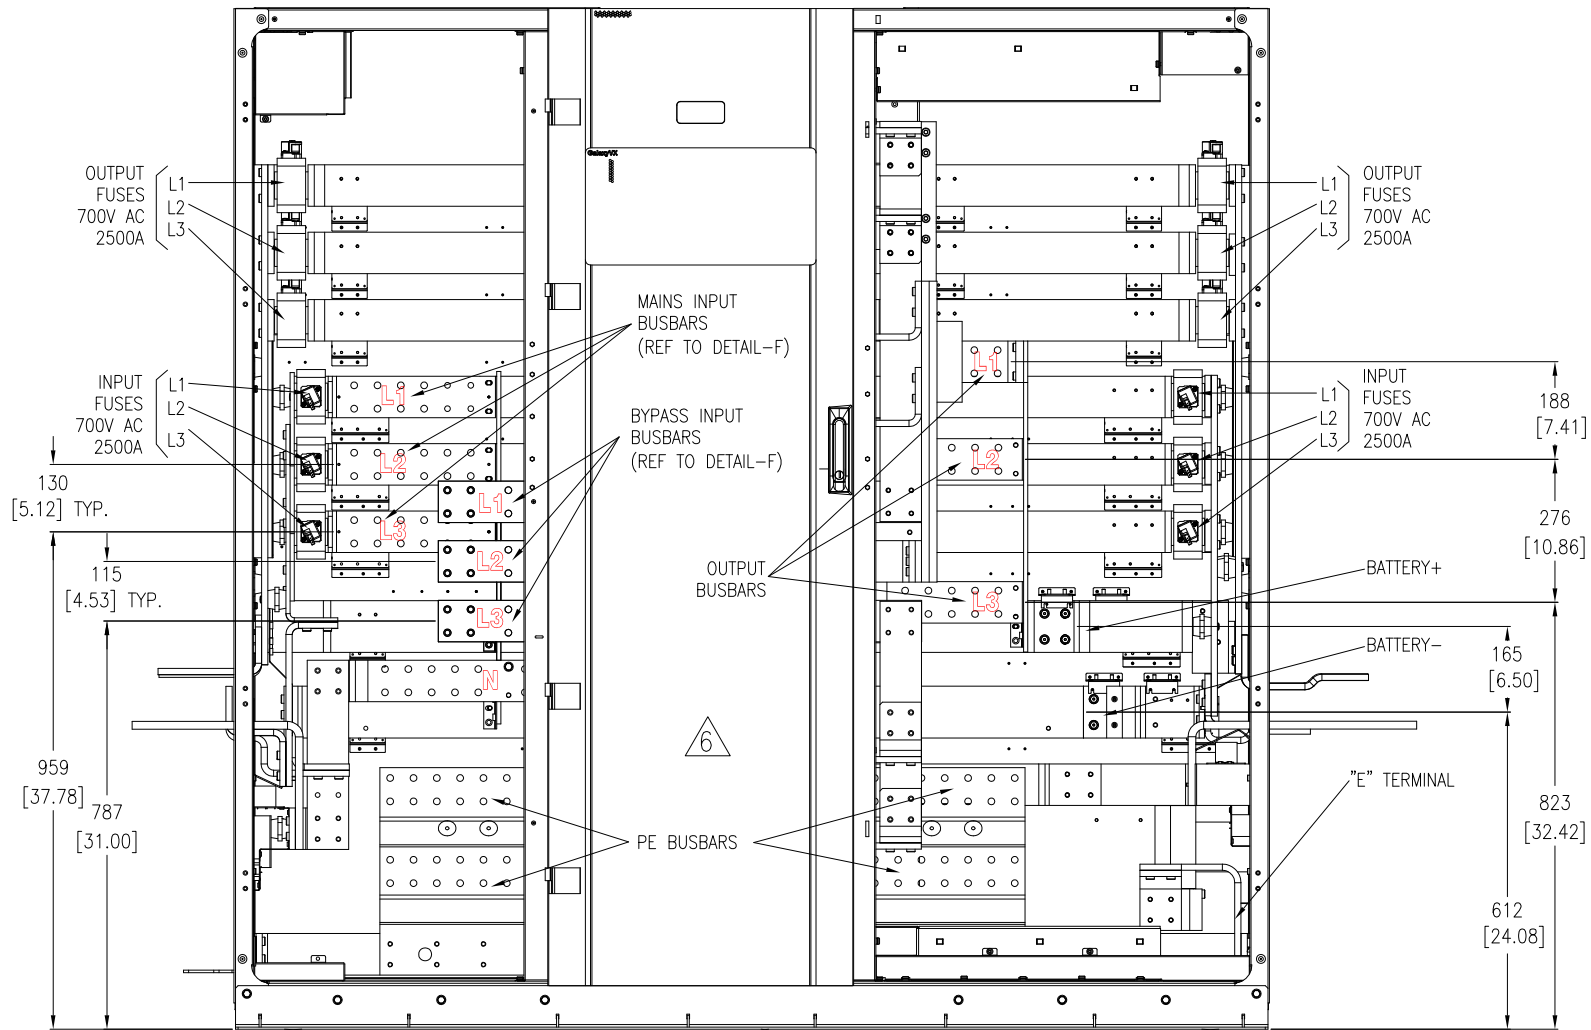 GalaxyVX
OUTPUT
FUSES
700V AC
2500A
L1
L2
L3
L1
L2
L3
OUTPUT
FUSES
700V AC
2500A
MAINS INPUT
BUSBARS
(REF TO DETAIL-F)
INPUT
FUSES
700V AC
2500A
L1
L2
L3
BYPASS INPUT
BUSBARS
(REF TO DETAIL-F)
L1
L2
L3
L1
L2
L3
N
L1
L2
L3
L1
L2
L3
INPUT
FUSES
700V AC
2500A
188
[7.41]
130
[5.12] TYP.
276
[10.86]
115
[4.53] TYP.
OUTPUT
BUSBARS
BATTERY+
BATTERY-
165
[6.50]
6
959
[37.78]
787
[31.00]
"E" TERMINAL
823
[32.42]
PE BUSBARS
612
[24.08]